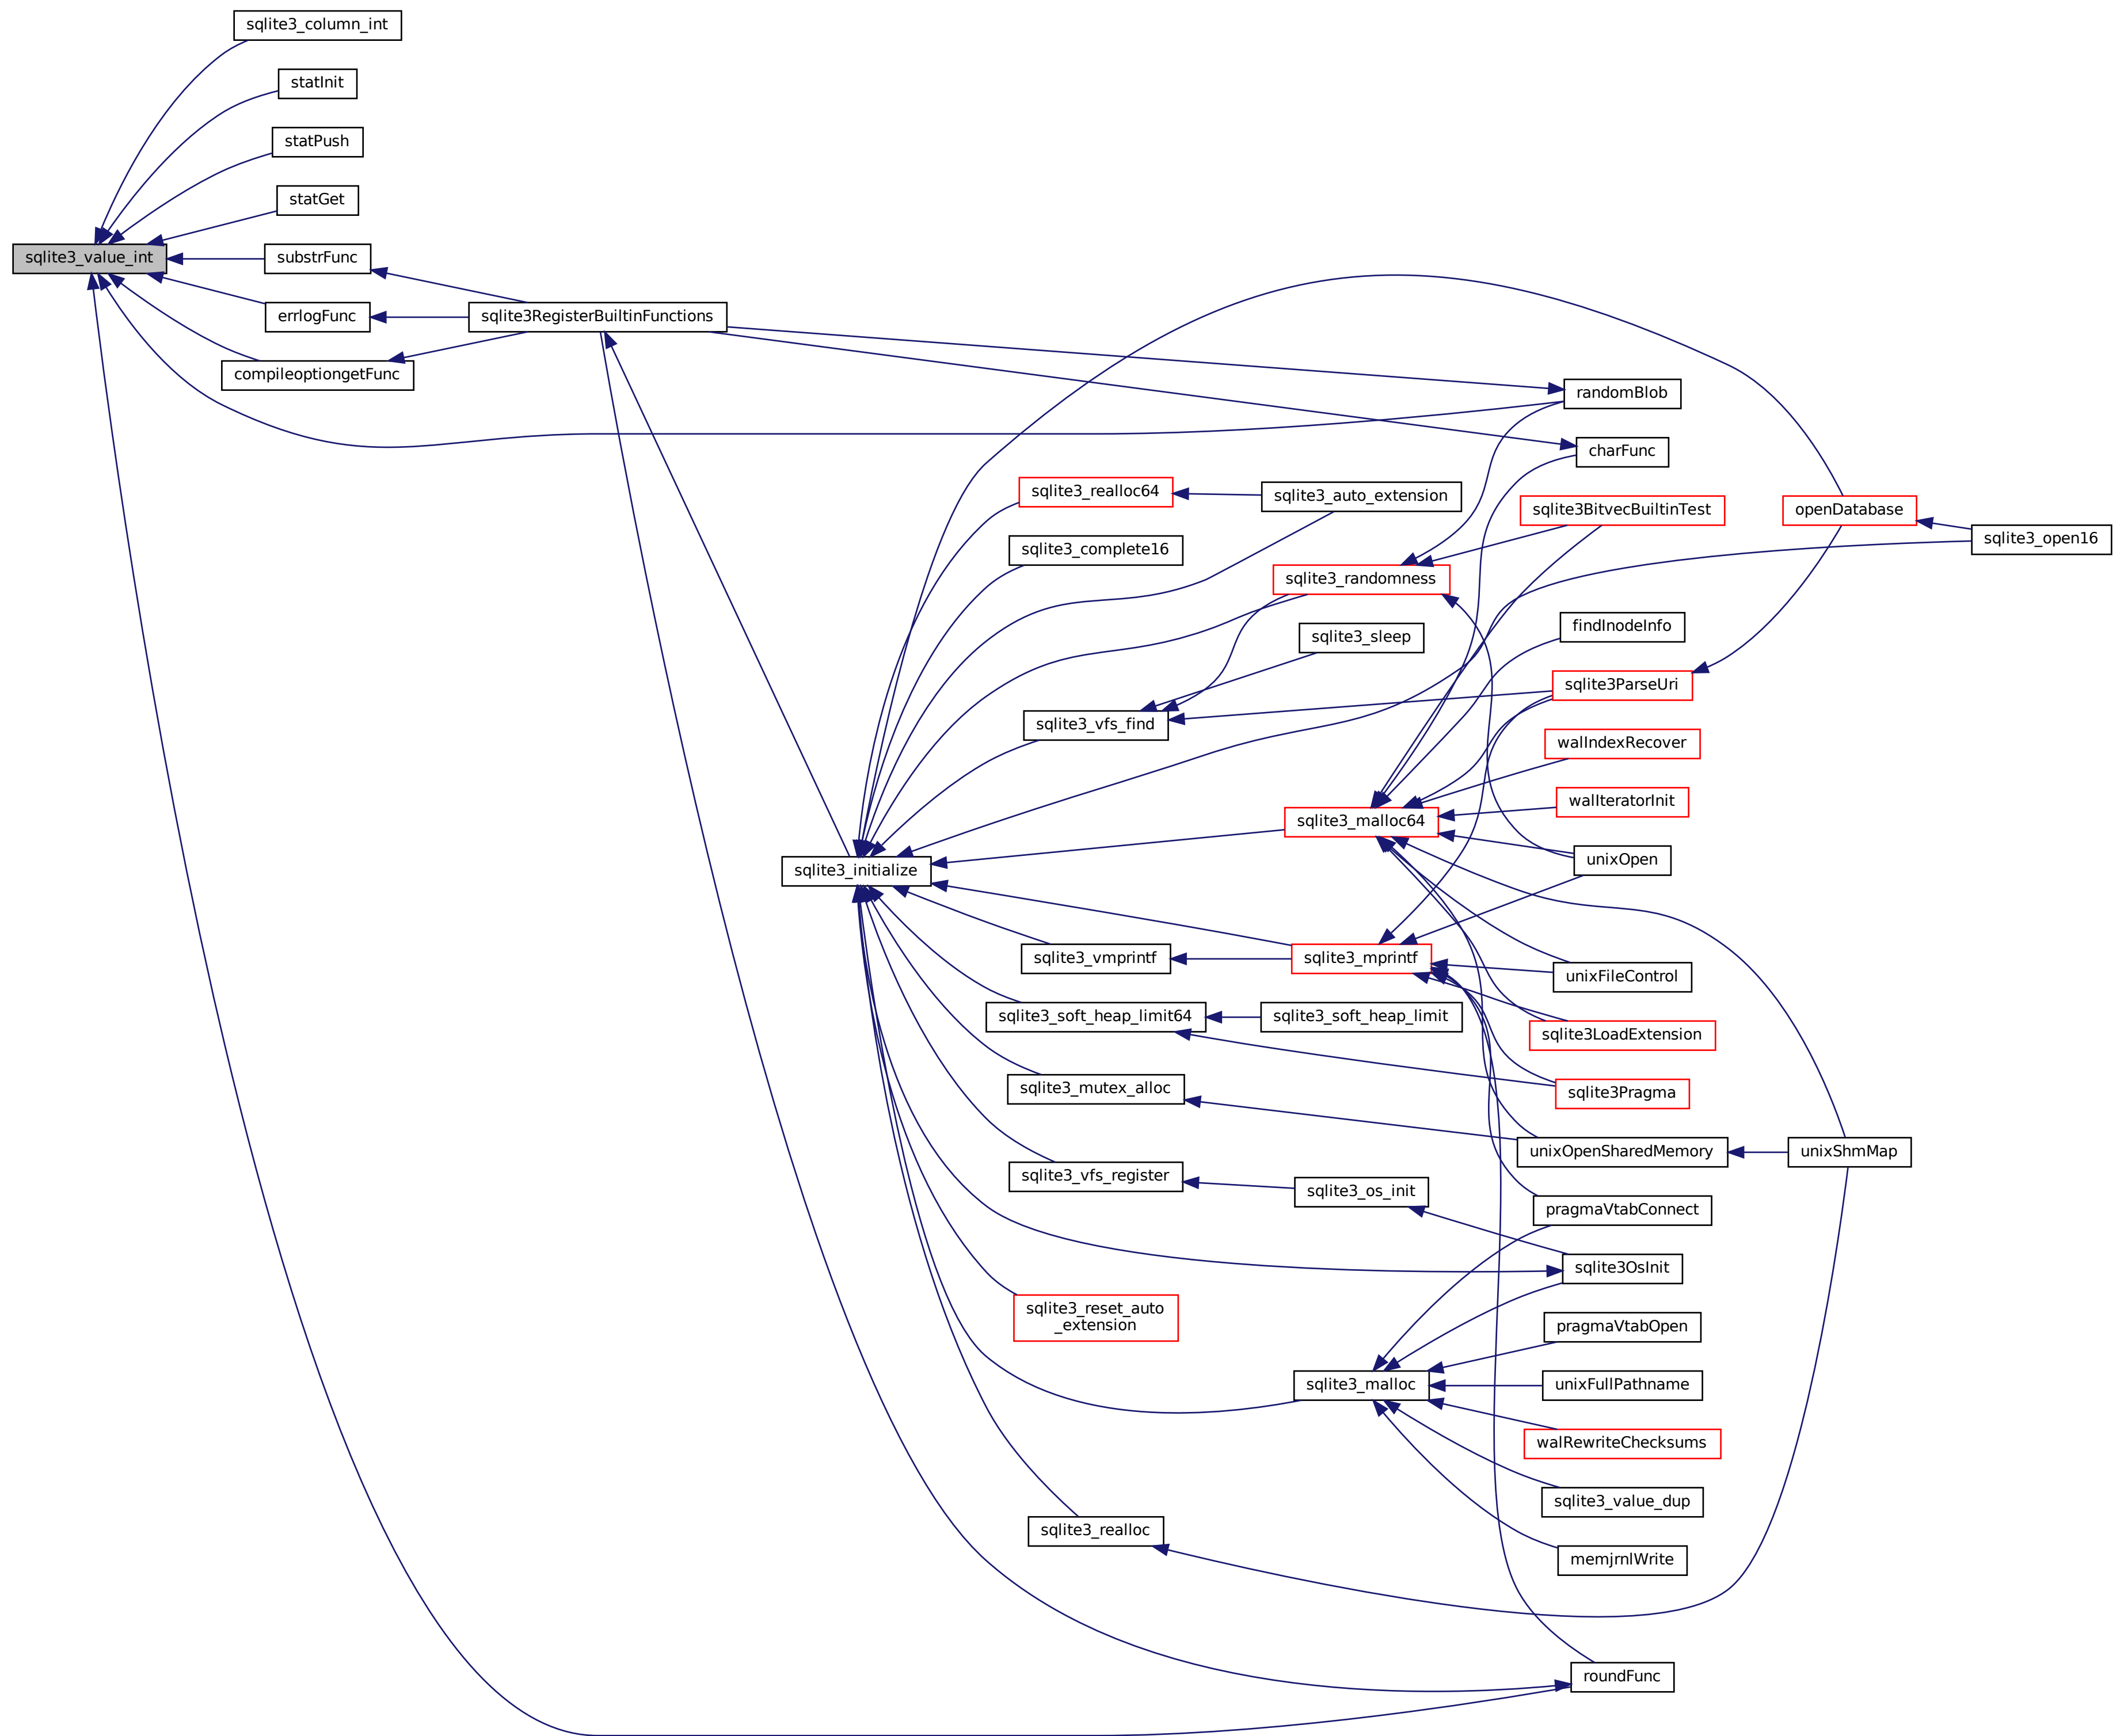 sqlite3_column_int
statInit
statPush
statGet
sqlite3_value_int
substrFunc
errlogFunc
sqlite3RegisterBuiltinFunctions
compileoptiongetFunc
randomBlob
charFunc
sqlite3_realloc64
sqlite3_auto_extension
sqlite3BitvecBuiltinTest
openDatabase
sqlite3_open16
sqlite3_complete16
sqlite3_randomness
findInodeInfo
sqlite3_sleep
sqlite3ParseUri
sqlite3_vfs_find
walIndexRecover
walIteratorInit
sqlite3_malloc64
unixOpen
sqlite3_initialize
sqlite3_vmprintf
sqlite3_mprintf
unixFileControl
sqlite3_soft_heap_limit64
sqlite3_soft_heap_limit
sqlite3LoadExtension
sqlite3_mutex_alloc
sqlite3Pragma
unixOpenSharedMemory
unixShmMap
sqlite3_vfs_register
sqlite3_os_init
pragmaVtabConnect
sqlite3OsInit
sqlite3_reset_auto
_extension
pragmaVtabOpen
sqlite3_malloc
unixFullPathname
walRewriteChecksums
sqlite3_value_dup
sqlite3_realloc
memjrnlWrite
roundFunc